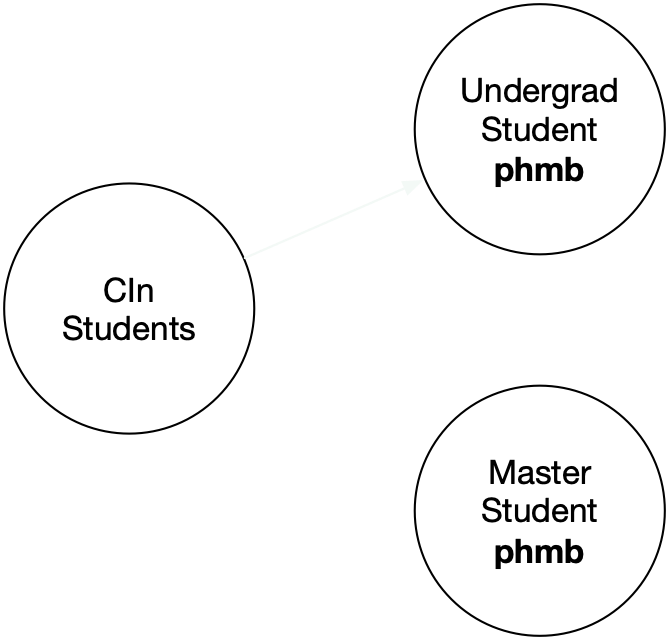 Undergrad
Student
phmb
CIn
Students
Master
Student
phmb